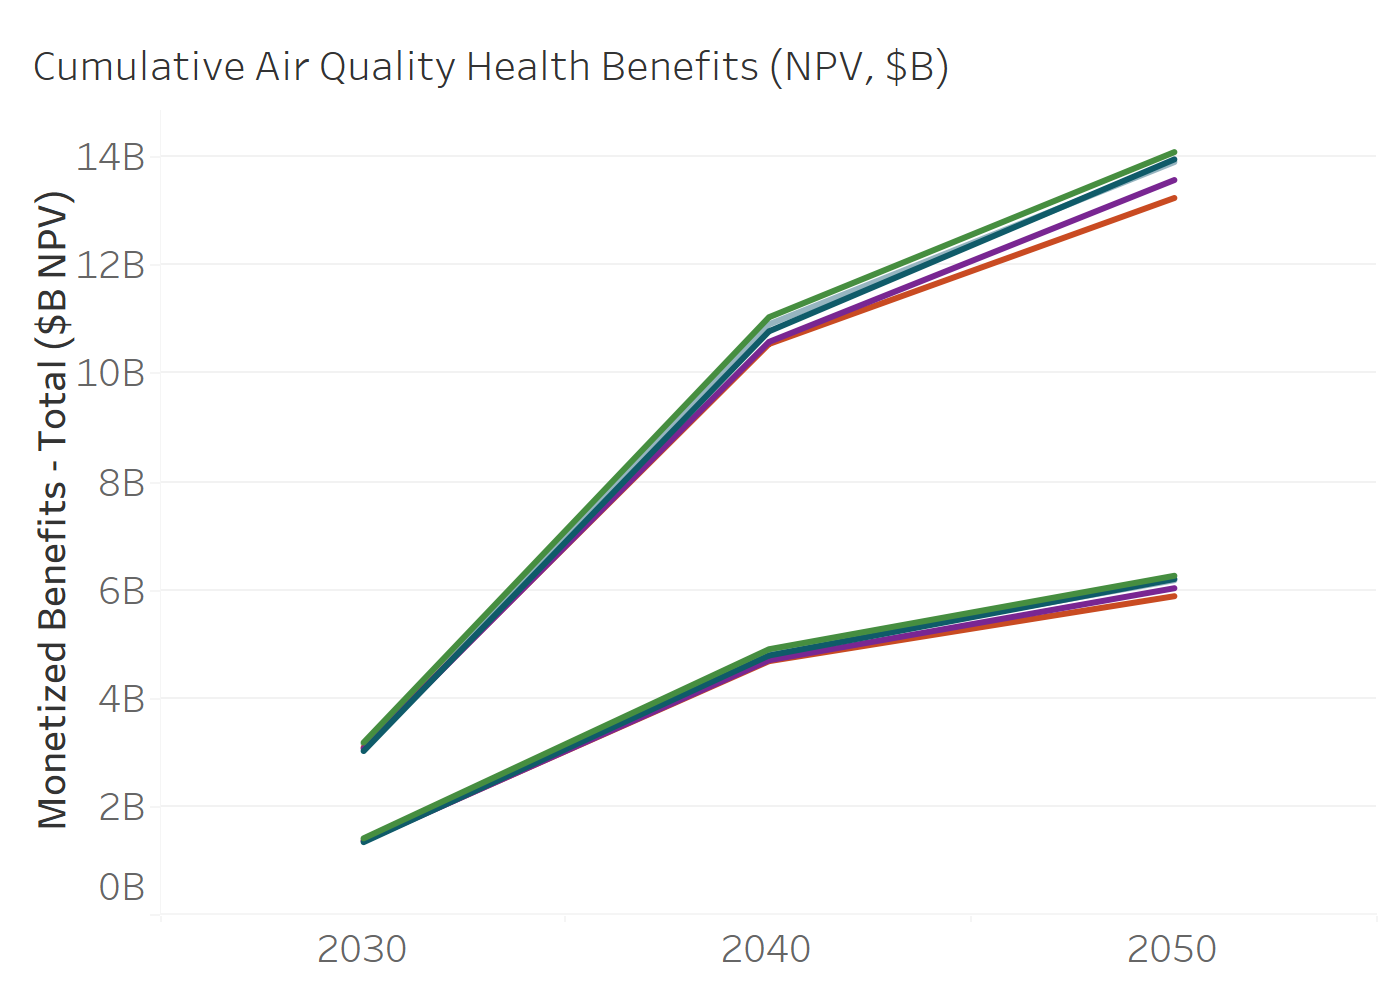 Cumulative Air Quality Health Benefits (NPV, $B)
Monetized Benefits - Total ($B NPV)
14B
12B
10B
8B
6B
4B
2B
0B
2030 2040 2050